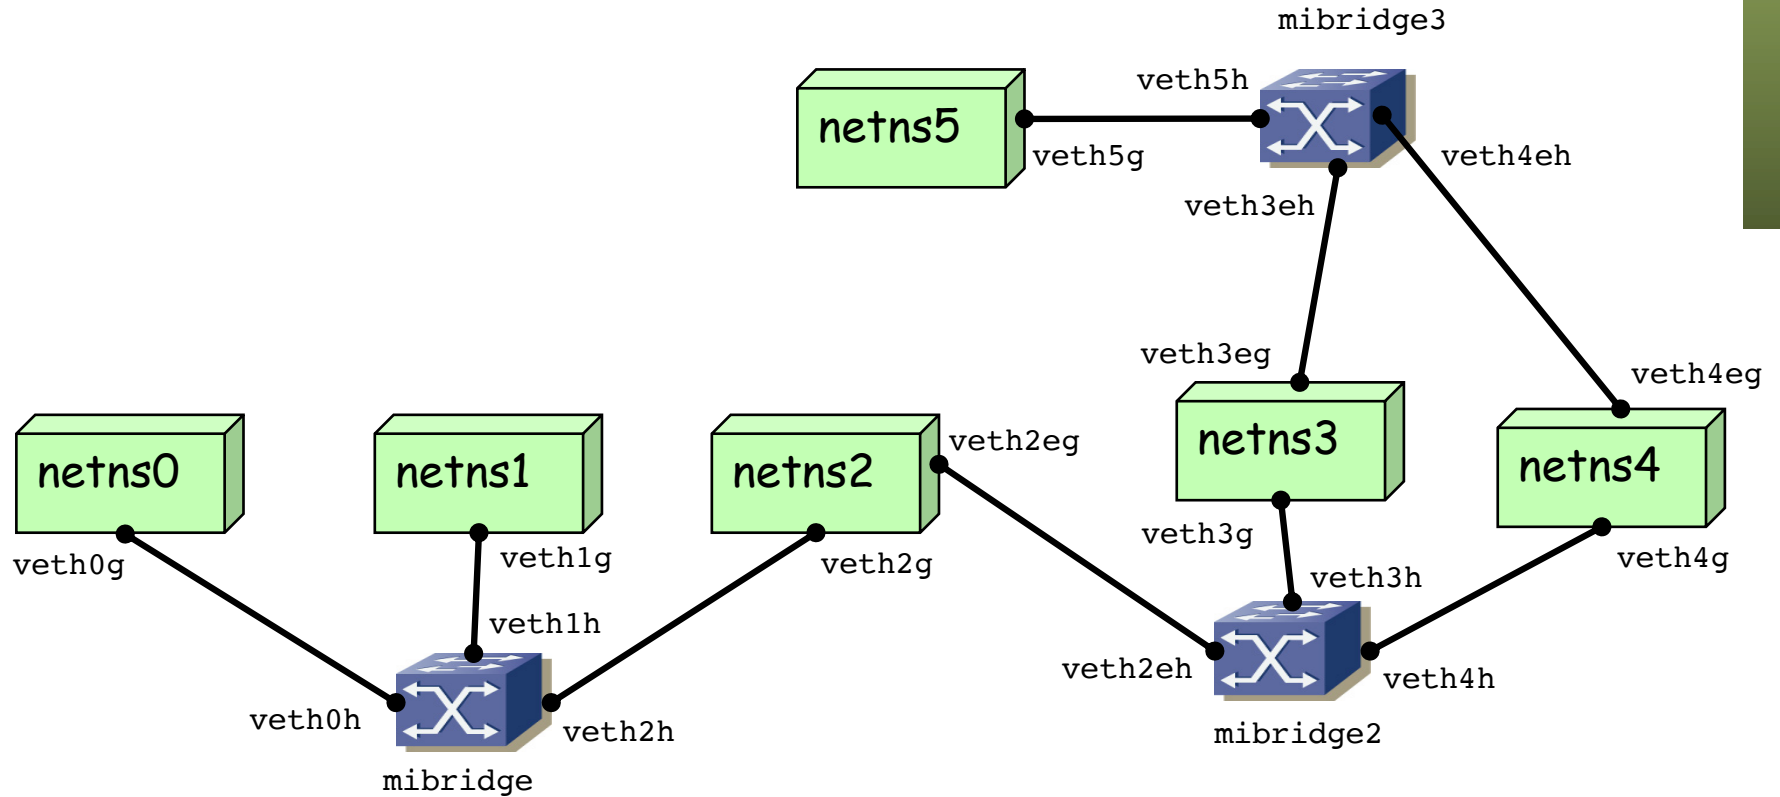 mibridge3
veth5h
netns5
veth5g
veth4eh
veth3eh
veth3eg
veth4eg
netns0
netns1
netns2
veth2eg
netns3
netns4
veth0g
veth1g
veth2g
veth3g
veth4g
veth1h
veth3h
veth2eh
veth4h
veth0h
veth2h
mibridge2
mibridge